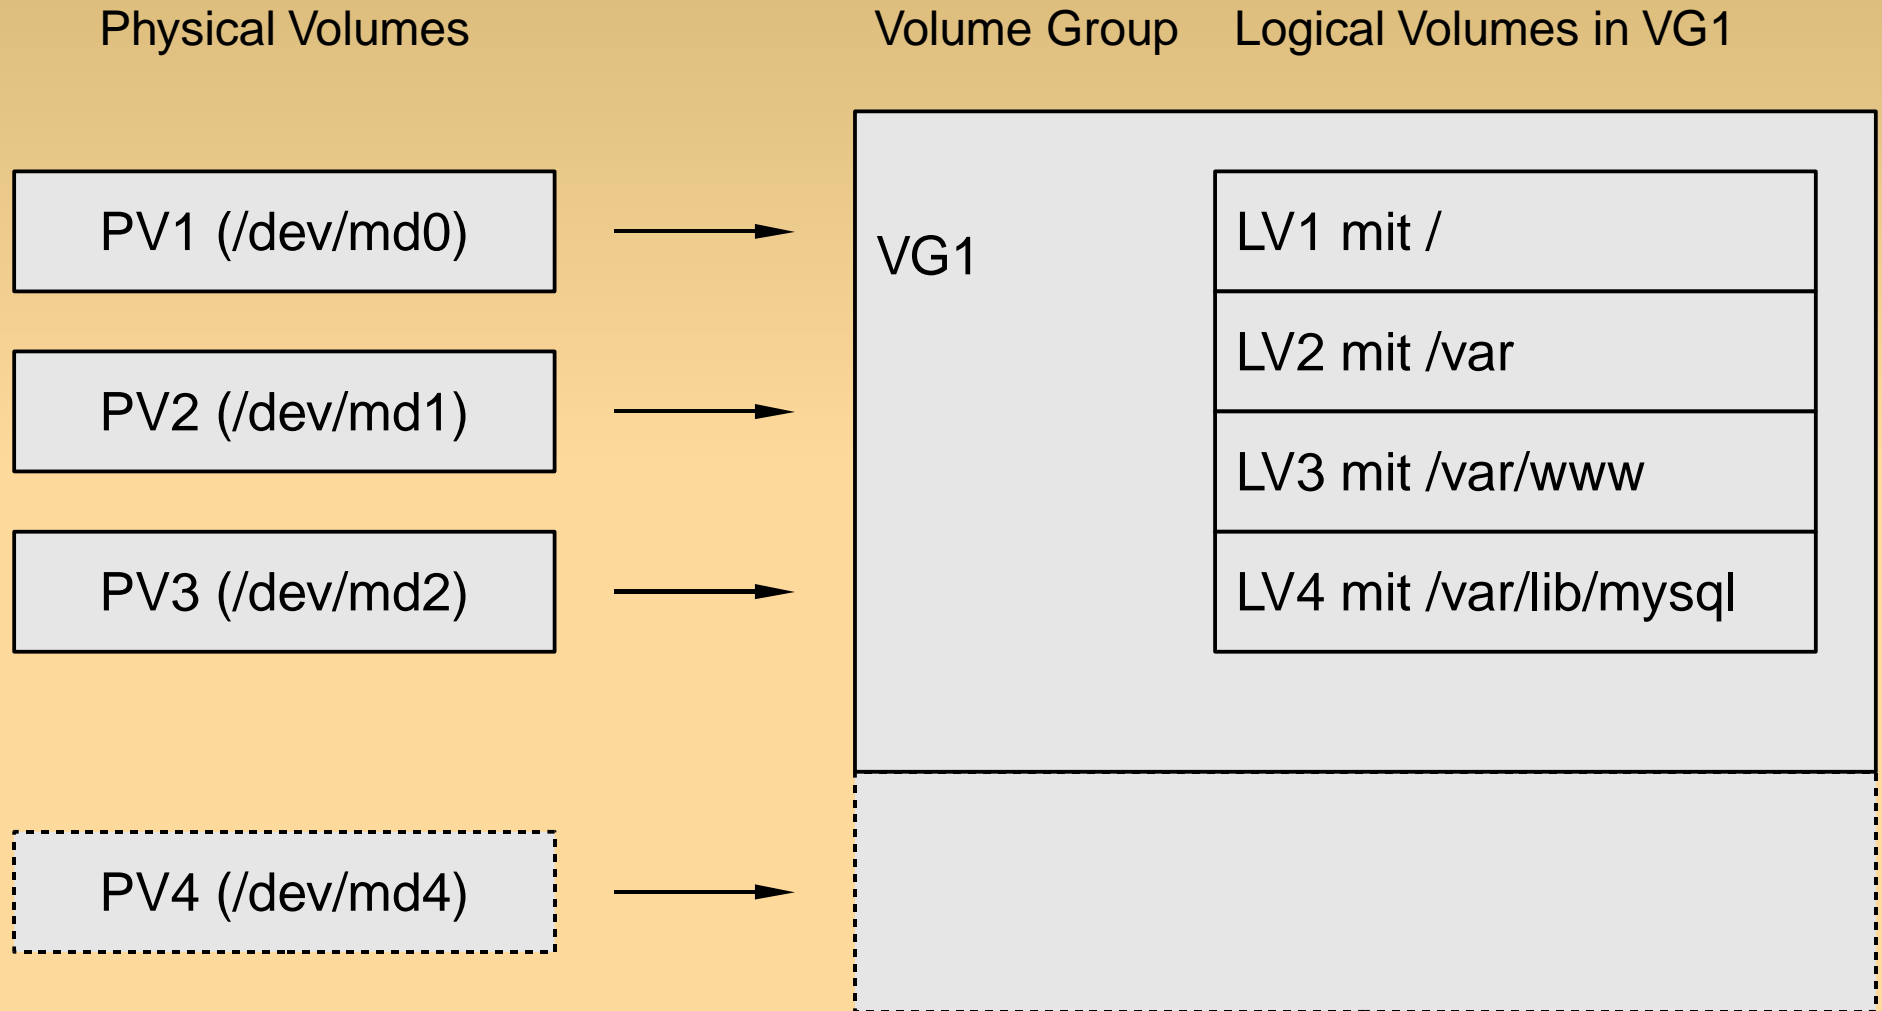 Physical Volumes
Volume Group
Logical Volumes in VG1
PV1 (/dev/md0)
PV2 (/dev/md1)
PV3 (/dev/md2)
PV4 (/dev/md4)
VG1
LV1 mit /
LV2 mit /var
LV3 mit /var/www
LV4 mit /var/lib/mysql